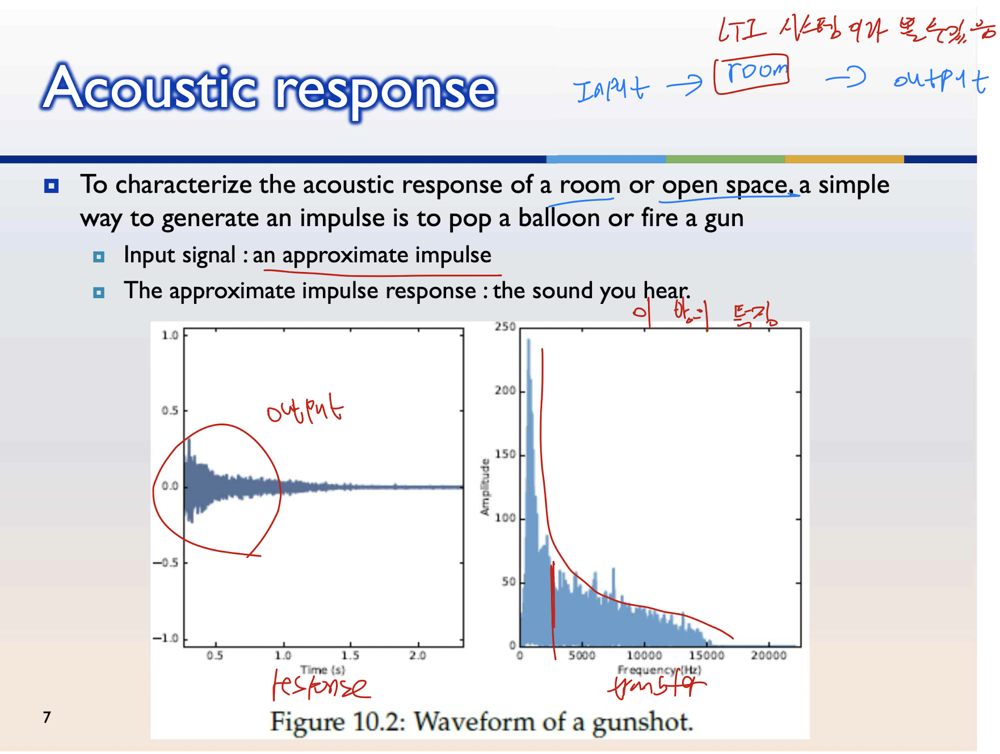 LTI 시스템 이라 볼 수 있음
Input → room → output
Acoustic response
To characterize the acoustic response of a room or open space, a simple
way to generate an impulse is to pop a balloon or fire a gun
Input signal : an approximate impulse
The approximate impulse response : the sound you hear.
이 방의 특징
1.0
0.5
0.0
−0.5
−1.0
output
0.5 1.0 1.5 2.0
Time (s)
response
250
200
150
100
50
0
Amplitude
0 5000 10000 15000 20000
Frequency (Hz)
Figure 10.2: Waveform of a gunshot.
7